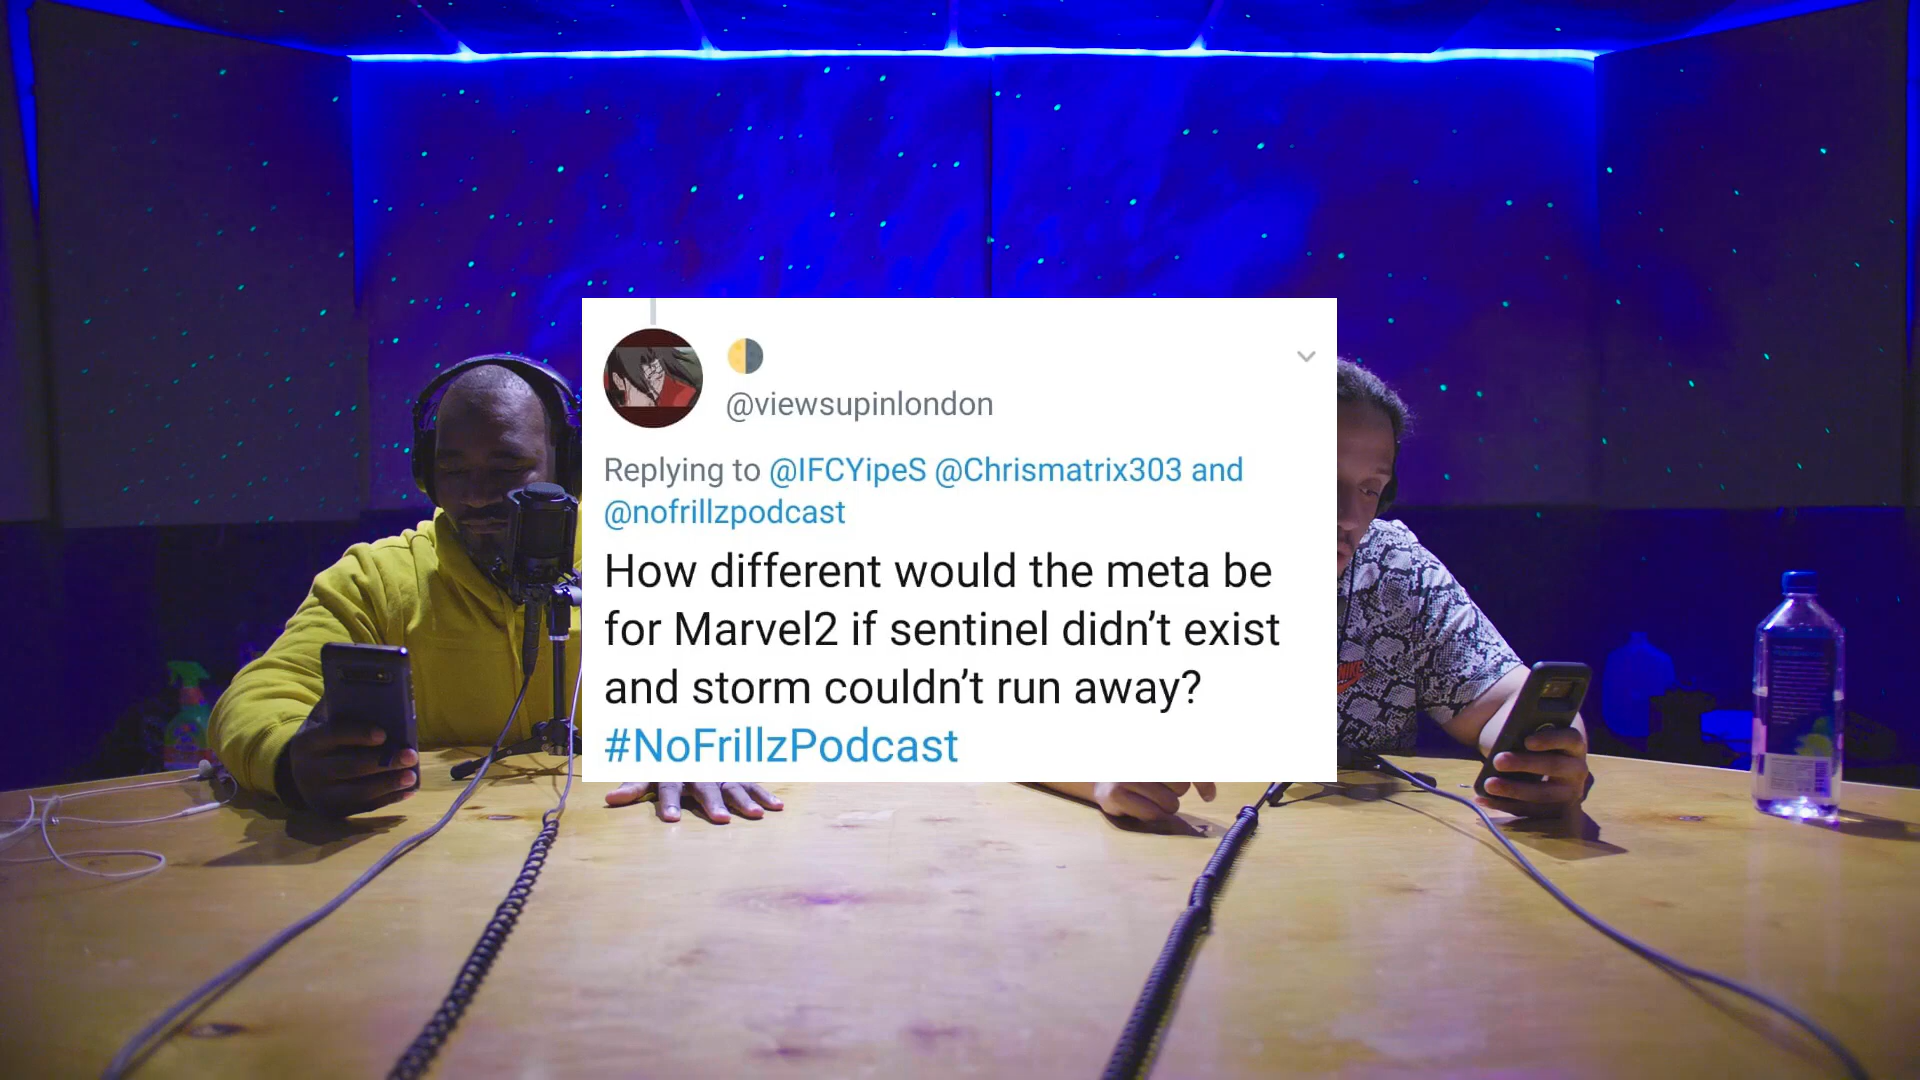 @viewsupinlondon
Replying to @IFCYipeS @Chrismatrix303 and
@nofrillzpodcast
How different would the meta be
for Marvel2 if sentinel didn’t exist
and storm couldn’t run away?
#NoFrillzPodcast